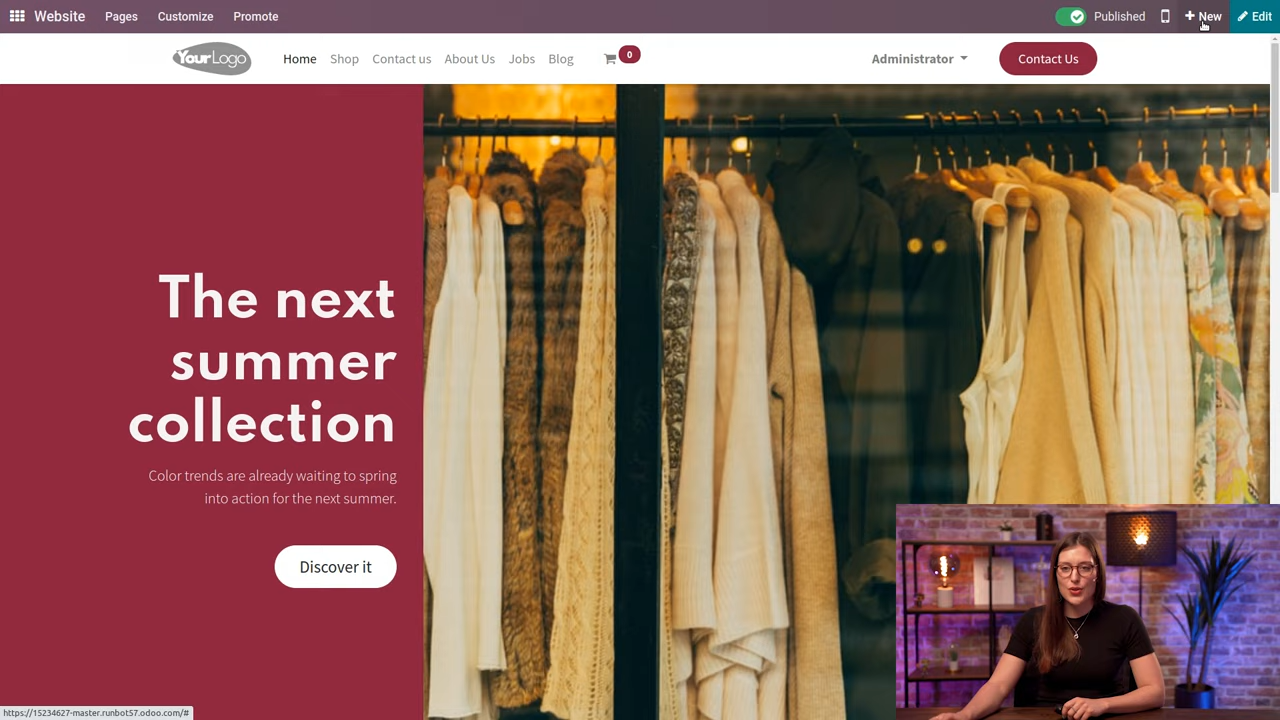 Website Pages Customize Promote Published New Edit
YourLogo Home Shop Contact us About Us Jobs Blog 0 Administrator Contact Us
The next
summer
collection
Color trends are already waiting to spring
into action for the next summer.
Discover it
https://15234627-master.runbot57.odoo.com/#